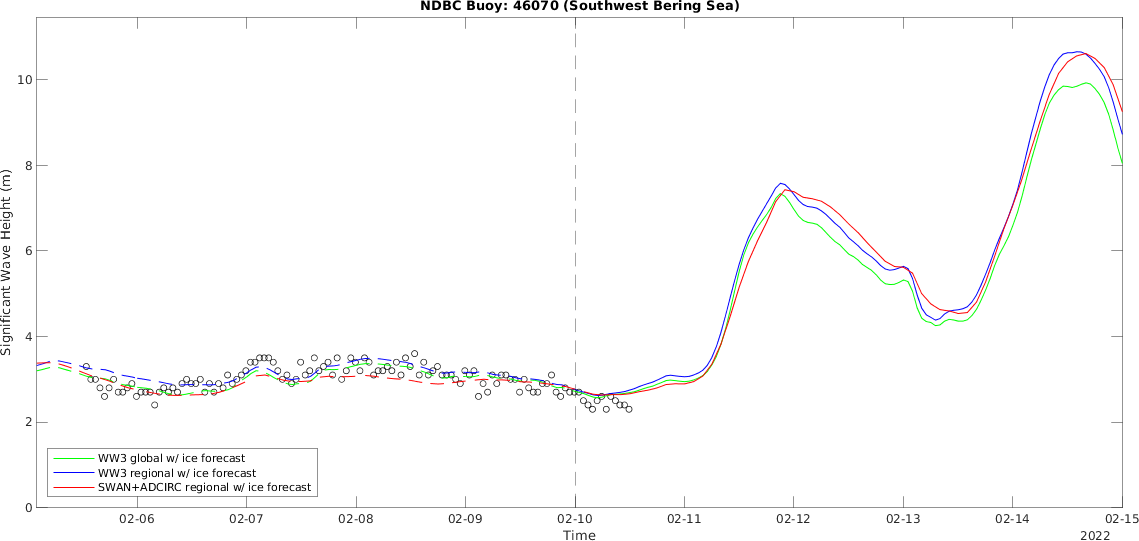 NDBC Buoy: 46070 (Southwest Bering Sea)
Significant Wave Height (m)
10
8
6
4
2
0
WW3 global w/ ice forecast
WW3 regional w/ ice forecast
SWAN+ADCIRC regional w/ ice forecast
02-06 02-07 02-08 02-09 02-10 02-11 02-12 02-13 02-14 02-15
Time
2022